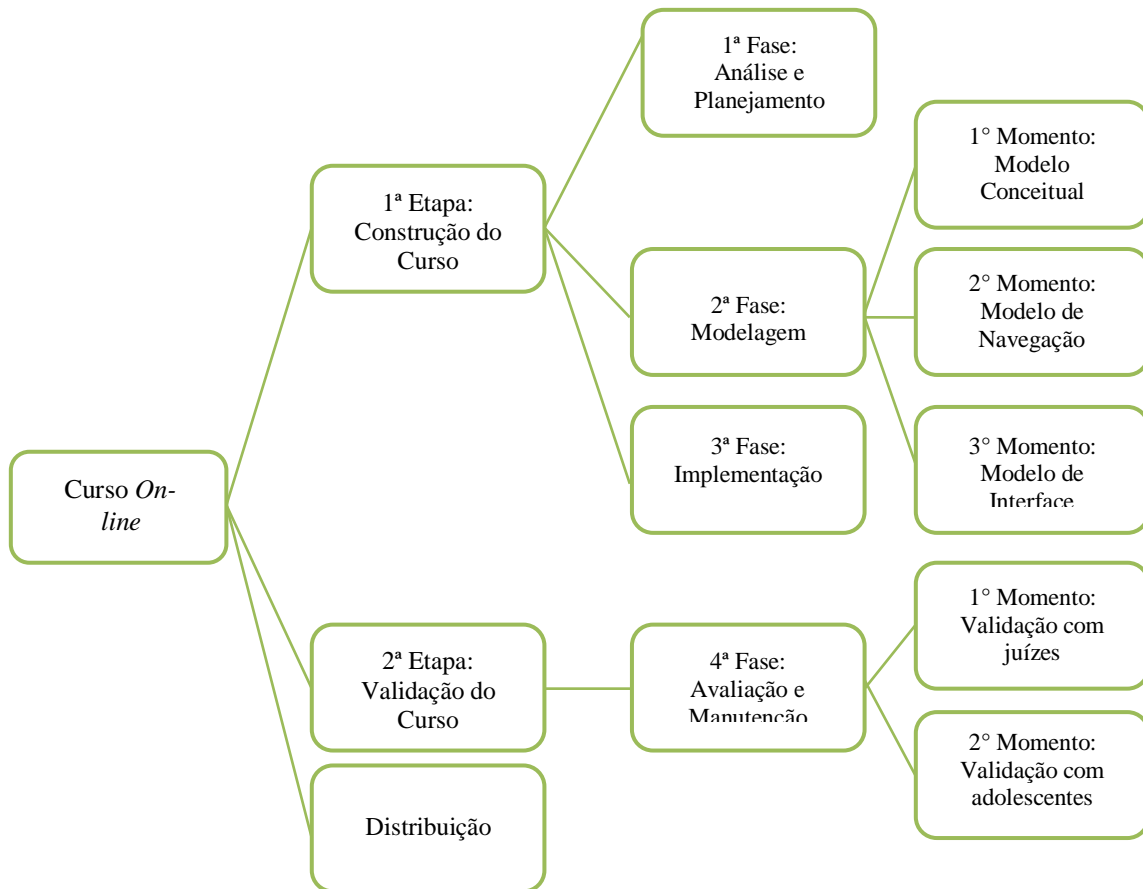 1ª Fase:
Análise e
Planejamento
1° Momento:
Modelo
Conceitual
1ª Etapa:
Construção do
Curso
2ª Fase:
Modelagem
2° Momento:
Modelo de
Navegação
3ª Fase:
Implementação
3° Momento:
Modelo de
Interface
Curso On-
line
2ª Etapa:
Validação do
Curso
4ª Fase:
Avaliação e
Manutenção
1° Momento:
Validação com
juízes
2° Momento:
Validação com
adolescentes
Distribuição